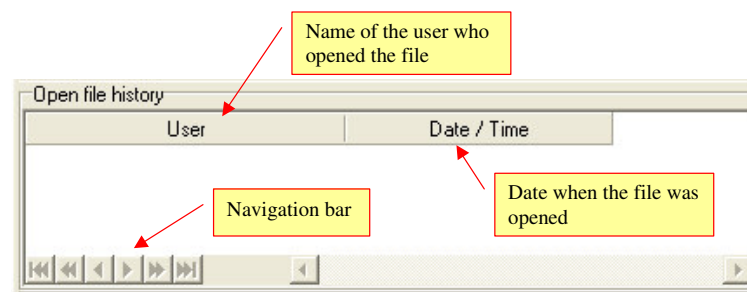 Name of the user who
opened the file
Open file history
User
Date / Time
Date when the file was
opened
Navigation bar